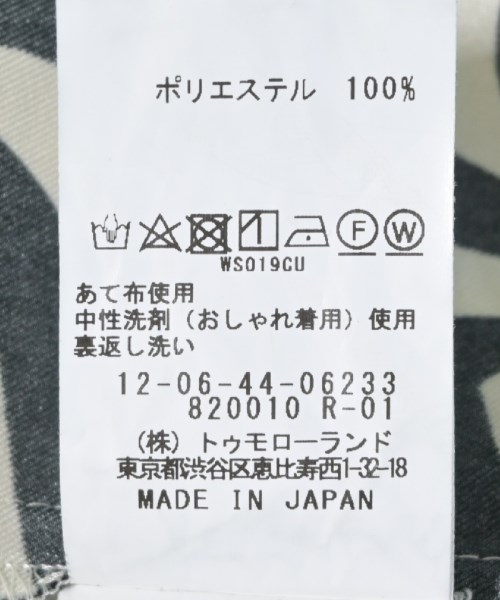 ポリエステル 100%
F W
WS019CU
あて布使用
中性洗剤（おしゃれ着用）使用
裏返し洗い
12-06-44-06233
820010 R-01
（株）トゥモローランド
東京都渋谷区恵比寿西1-32-18
MADE IN JAPAN